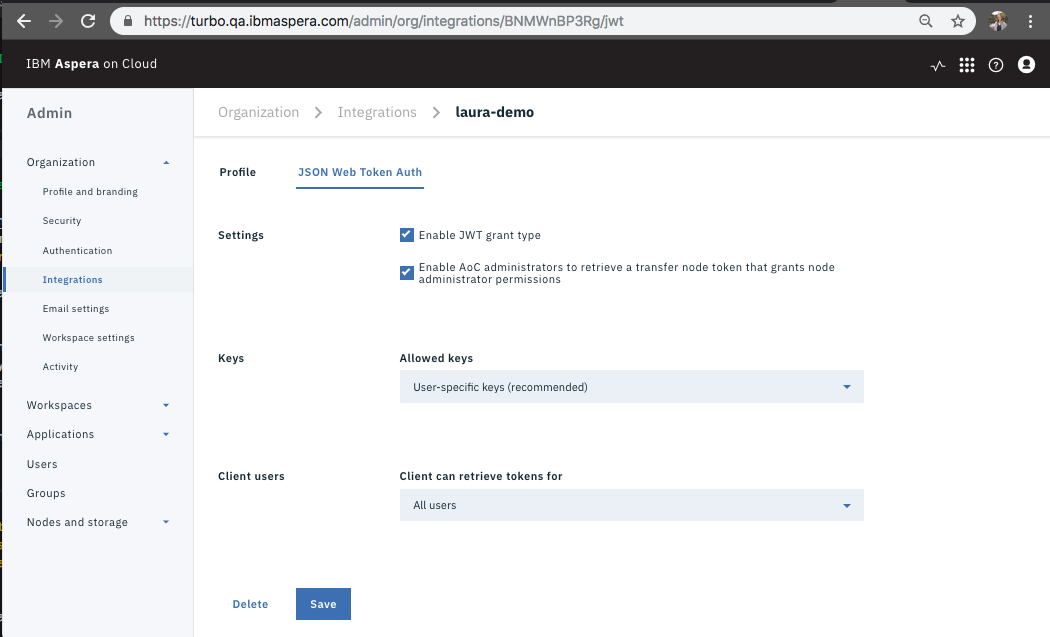 https://turbo.qa.ibmaspera.com/admin/org/integrations/BNMWnBP3Rg/jwt
IBM Aspera on Cloud
Admin
Organization
Profile and branding
Security
Authentication
Integrations
Email settings
Workspace settings
Activity
Workspaces
Applications
Users
Groups
Nodes and storage
Organization > Integrations > laura-demo
Profile JSON Web Token Auth
Settings
Enable JWT grant type
Enable AoC administrators to retrieve a transfer node token that grants node
administrator permissions
Keys
Allowed keys
User-specific keys (recommended)
Client users
Client can retrieve tokens for
All users
Delete Save